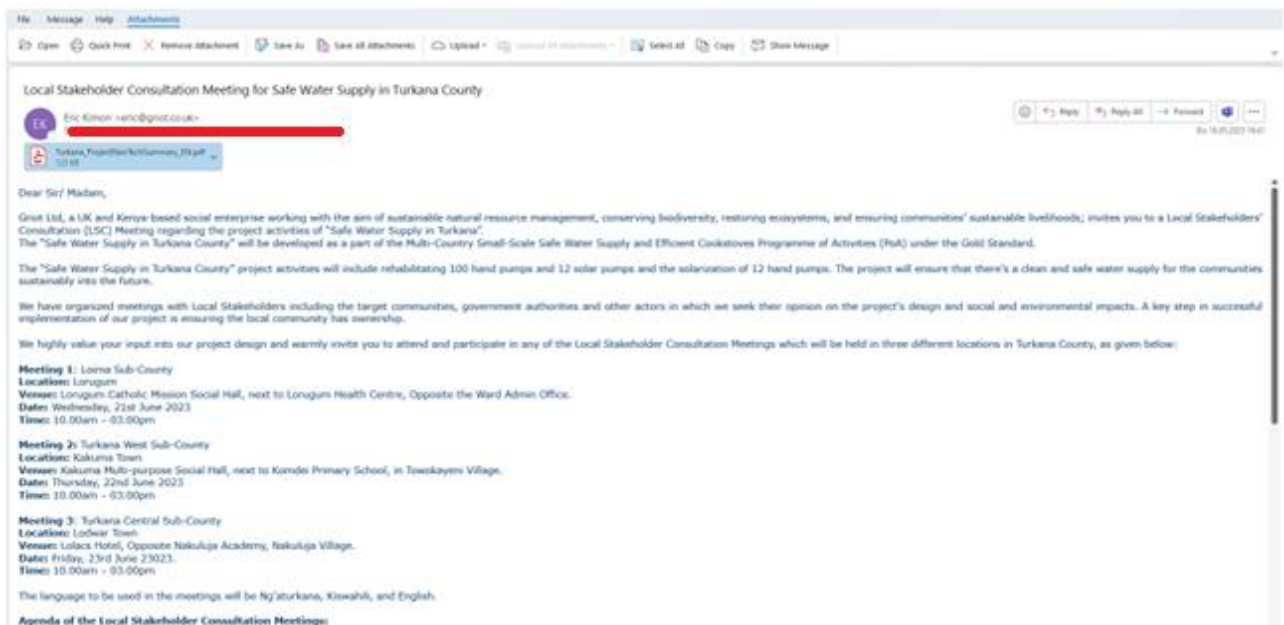 File Message Help Attachments
Open Quick Print Remove Attachment Save As Save All Attachments Upload Select All Copy Show Message
Local Stakeholder Consultation Meeting for Safe Water Supply in Turkana County
EK
Eric Kimori <eric@griot.co.uk>
Reply Reply All Forward
Turkana_ProjectNonTechSummary_EN.pdf
Dear Sir/ Madam,
Griot Ltd, a UK and Kenya-based social enterprise working with the aim of sustainable natural resource management, conserving biodiversity, restoring ecosystems, and ensuring communities' sustainable livelihoods; invites you to a Local Stakeholders'
Consultation (LSC) Meeting regarding the project activities of "Safe Water Supply in Turkana".
The "Safe Water Supply in Turkana County" will be developed as a part of the Multi-Country Small-Scale Safe Water Supply and Efficient Cookstoves Programme of Activities (PoA) under the Gold Standard.
The "Safe Water Supply in Turkana County" project activities will include rehabilitating 100 hand pumps and 12 solar pumps and the solarization of 12 hand pumps. The project will ensure that there's a clean and safe water supply for the communities
sustainably into the future.
We have organized meetings with Local Stakeholders including the target communities, government authorities and other actors in which we seek their opinion on the project's design and social and environmental impacts. A key step in successful
implementation of our project is ensuring the local community has ownership.
We highly value your input into our project design and warmly invite you to attend and participate in any of the Local Stakeholder Consultation Meetings which will be held in three different locations in Turkana County, as given below:
Meeting 1: Loima Sub-County
Location: Lorugum
Venue: Lorugum Catholic Mission Social Hall, next to Lorugum Health Centre, Opposite the Ward Admin Office.
Date: Wednesday, 21st June 2023
Time: 10.00am - 03.00pm
Meeting 2: Turkana West Sub-County
Location: Kakuma Town
Venue: Kakuma Multi-purpose Social Hall, next to Komdei Primary School, in Towokayeni Village.
Date: Thursday, 22nd June 2023
Time: 10.00am - 03.00pm
Meeting 3: Turkana Central Sub-County
Location: Lodwar Town
Venue: Lolacs Hotel, Opposite Nakuluja Academy, Nakuluja Village.
Date: Friday, 23rd June 23023.
Time: 10.00am - 03.00pm
The language to be used in the meetings will be Ng'aturkana, Kiswahili, and English.
Agenda of the Local Stakeholder Consultation Meetings: